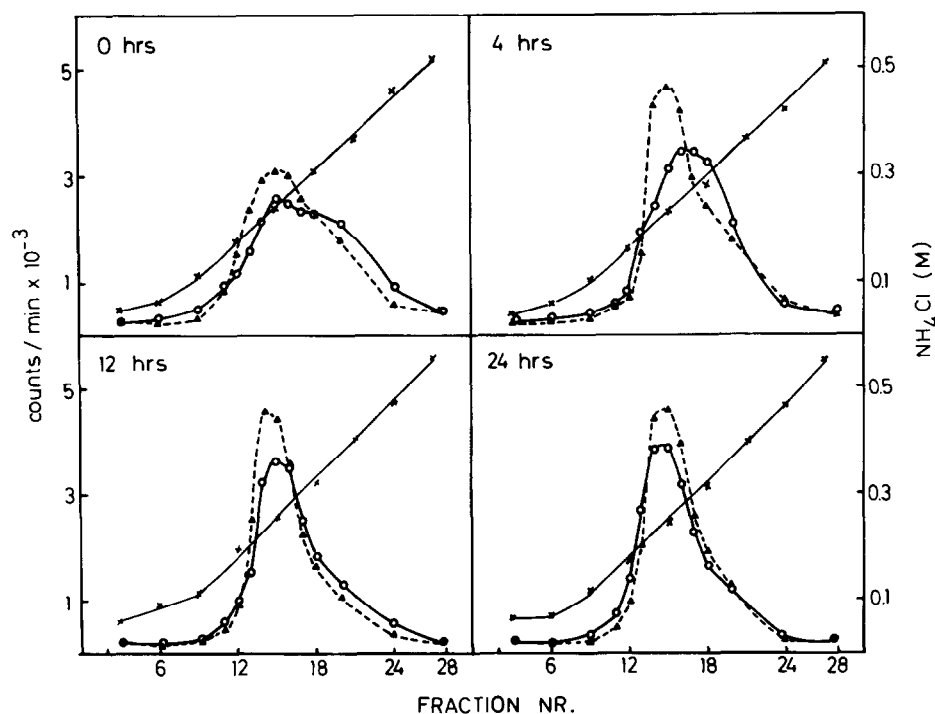 0 hrs
4 hrs
12 hrs
24 hrs
5
3
1
5
3
1
0.5
0.3
0.1
0.5
0.3
0.1
6 12 18 24 28
6 12 18 24 28
counts/min x 10⁻³
NH₄Cl (M)
FRACTION NR.